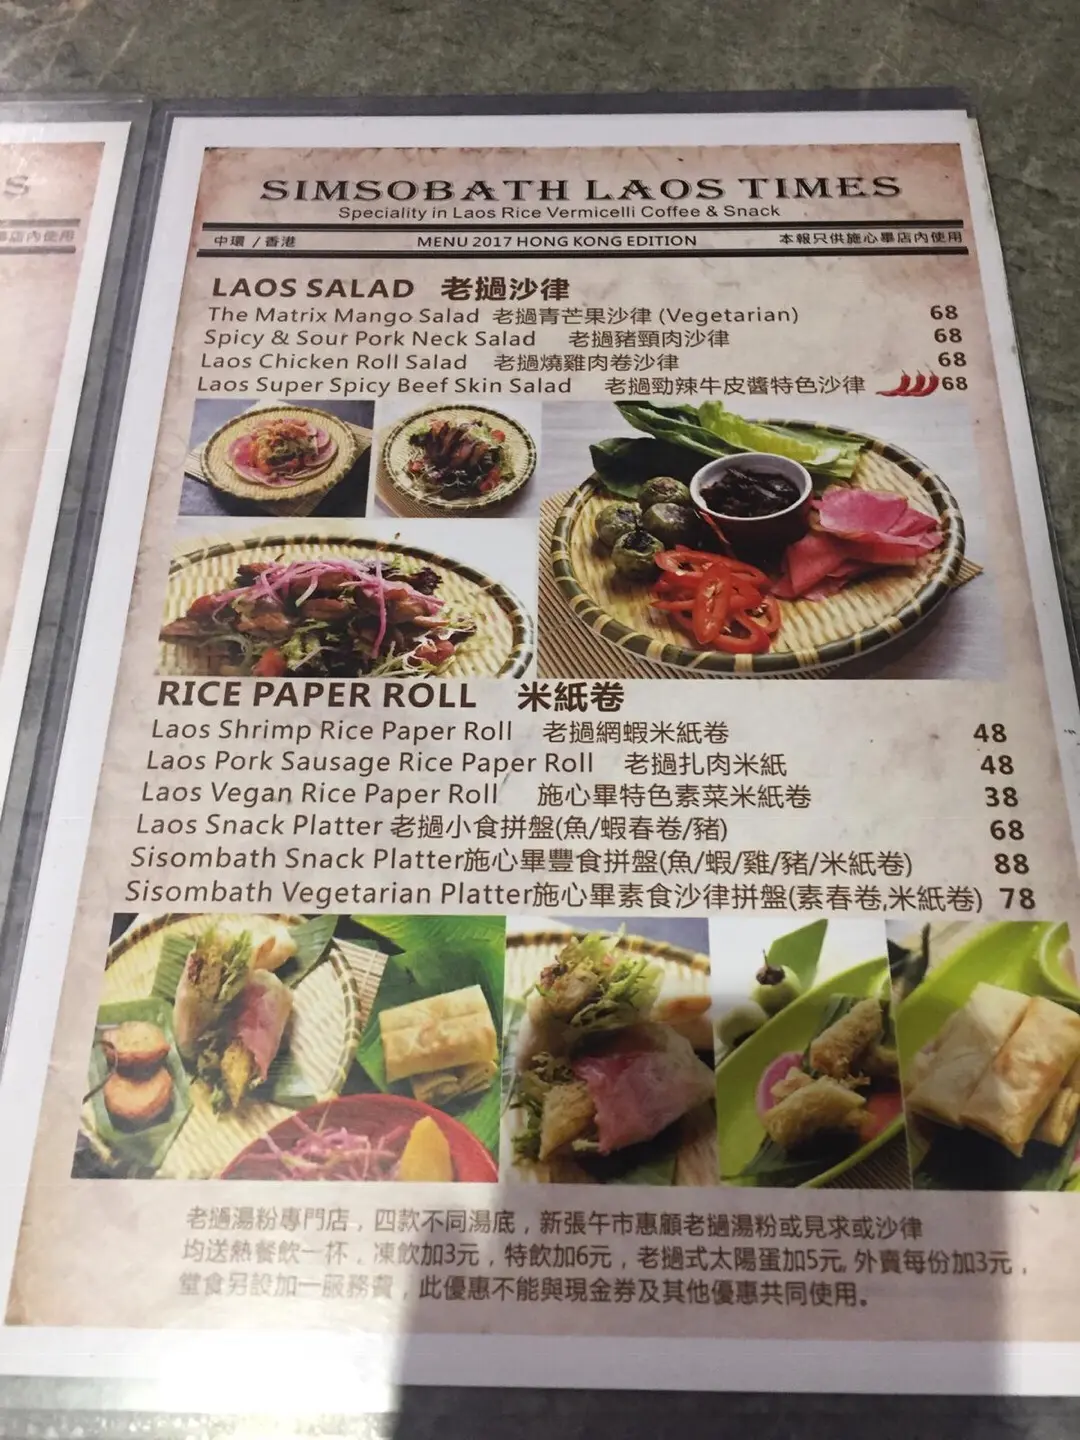 S
事店內使用
SIMSOBATH LAOS TIMES
Speciality in Laos Rice Vermicelli Coffee & Snack
中環 / 香港 MENU 2017 HONG KONG EDITION 本報只供施心畢店內使用
LAOS SALAD 老撾沙律
The Matrix Mango Salad 老撾青芒果沙律 (Vegetarian) 68
Spicy & Sour Pork Neck Salad 老撾豬頸肉沙律 68
Laos Chicken Roll Salad 老撾燒雞肉卷沙律 68
Laos Super Spicy Beef Skin Salad 老撾勁辣牛皮醬特色沙律 68
RICE PAPER ROLL 米紙卷
Laos Shrimp Rice Paper Roll 老撾網蝦米紙卷 48
Laos Pork Sausage Rice Paper Roll 老撾扎肉米紙 48
Laos Vegan Rice Paper Roll 施心畢特色素菜米紙卷 38
Laos Snack Platter 老撾小食拼盤(魚/蝦春卷/豬) 68
Sisombath Snack Platter施心畢豐食拼盤(魚/蝦/雞/豬/米紙卷) 88
Sisombath Vegetarian Platter施心畢素食沙律拼盤(素春卷,米紙卷) 78
老撾湯粉專門店，四款不同湯底，新張午市惠顧老撾湯粉或見求或沙律
均送熱餐飲一杯，凍飲加3元，特飲加6元，老撾式太陽蛋加5元, 外賣每份加3元，
堂食另設加一服務費，此優惠不能與現金券及其他優惠共同使用。